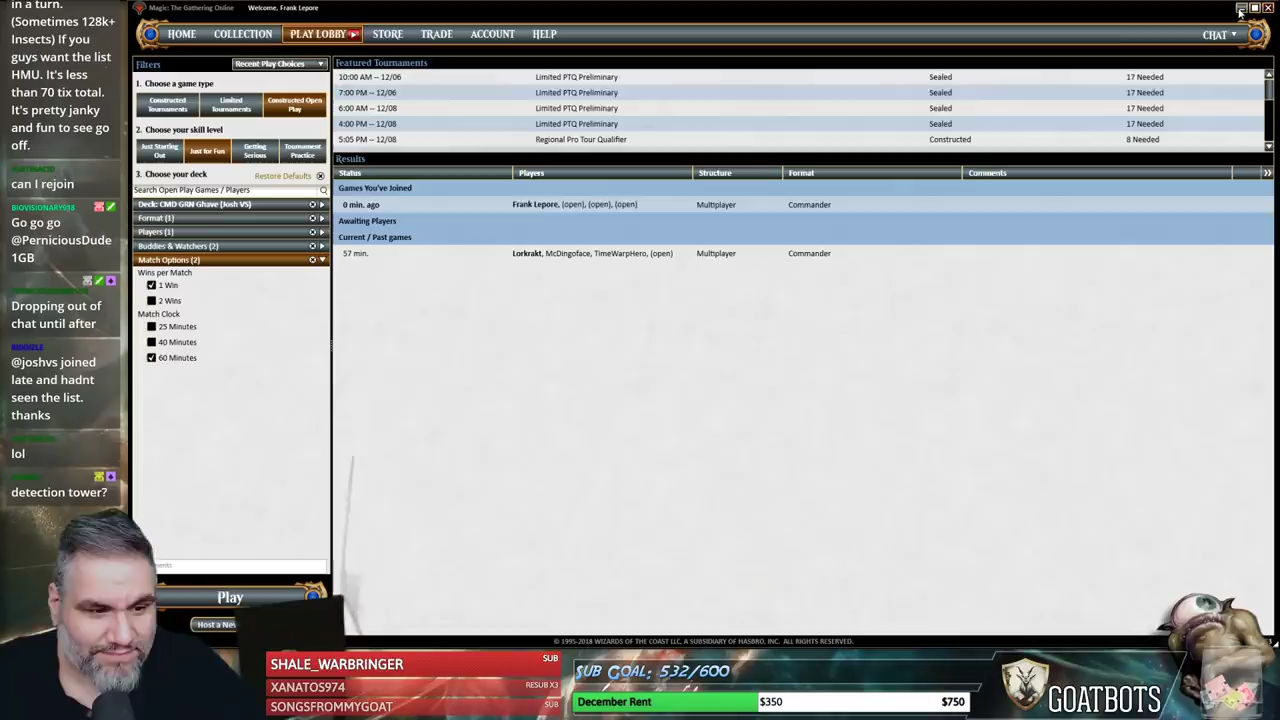 in a turn.
(Sometimes 128k+
Insects) If you
guys want the list
HMU. It's less
than 70 tix total.
It's pretty janky
and fun to see go
off.
can I rejoin
BIOVISIONARY918
Go go go
@PerniciousDude
1GB
Dropping out of
chat until after
@joshvs joined
late and hadnt
seen the list.
thanks
lol
detection tower?
Magic: The Gathering Online Welcome, Frank Lepore
HOME COLLECTION PLAY LOBBY STORE TRADE ACCOUNT HELP CHAT
Filters Recent Play Choices
1. Choose a game type
Constructed Tournaments Limited Tournaments Constructed Open Play
2. Choose your skill level
Just Starting Out Just for Fun Getting Serious Tournament Practice
3. Choose your deck Restore Defaults
Search Open Play Games / Players
Deck: CMD GRN Ghave (Josh VS)
Format (1)
Players (1)
Buddies & Watchers (2)
Match Options (2)
Wins per Match
1 Win
2 Wins
Match Clock
25 Minutes
40 Minutes
60 Minutes
Play
Host a New
Featured Tournaments
10:00 AM -- 12/06 Limited PTQ Preliminary Sealed 17 Needed
7:00 PM -- 12/06 Limited PTQ Preliminary Sealed 17 Needed
6:00 AM -- 12/08 Limited PTQ Preliminary Sealed 17 Needed
4:00 PM -- 12/08 Limited PTQ Preliminary Sealed 17 Needed
5:05 PM -- 12/08 Regional Pro Tour Qualifier Constructed 8 Needed
Results
Status Players Structure Format Comments
Games You've Joined
0 min. ago Frank Lepore, (open), (open), (open) Multiplayer Commander
Awaiting Players
Current / Past games
57 min. Lorkrakt, McDingoface, TimeWarpHero, (open) Multiplayer Commander
© 1995-2018 WIZARDS OF THE COAST LLC, A SUBSIDIARY OF HASBRO, INC. ALL RIGHTS RESERVED.
SHALE_WARBRINGER SUB
XANATOS974 RESUB X3
SONGSFROMMYGOAT SUB
SUB GOAL: 532/600
December Rent $350 $750
GOATBOTS